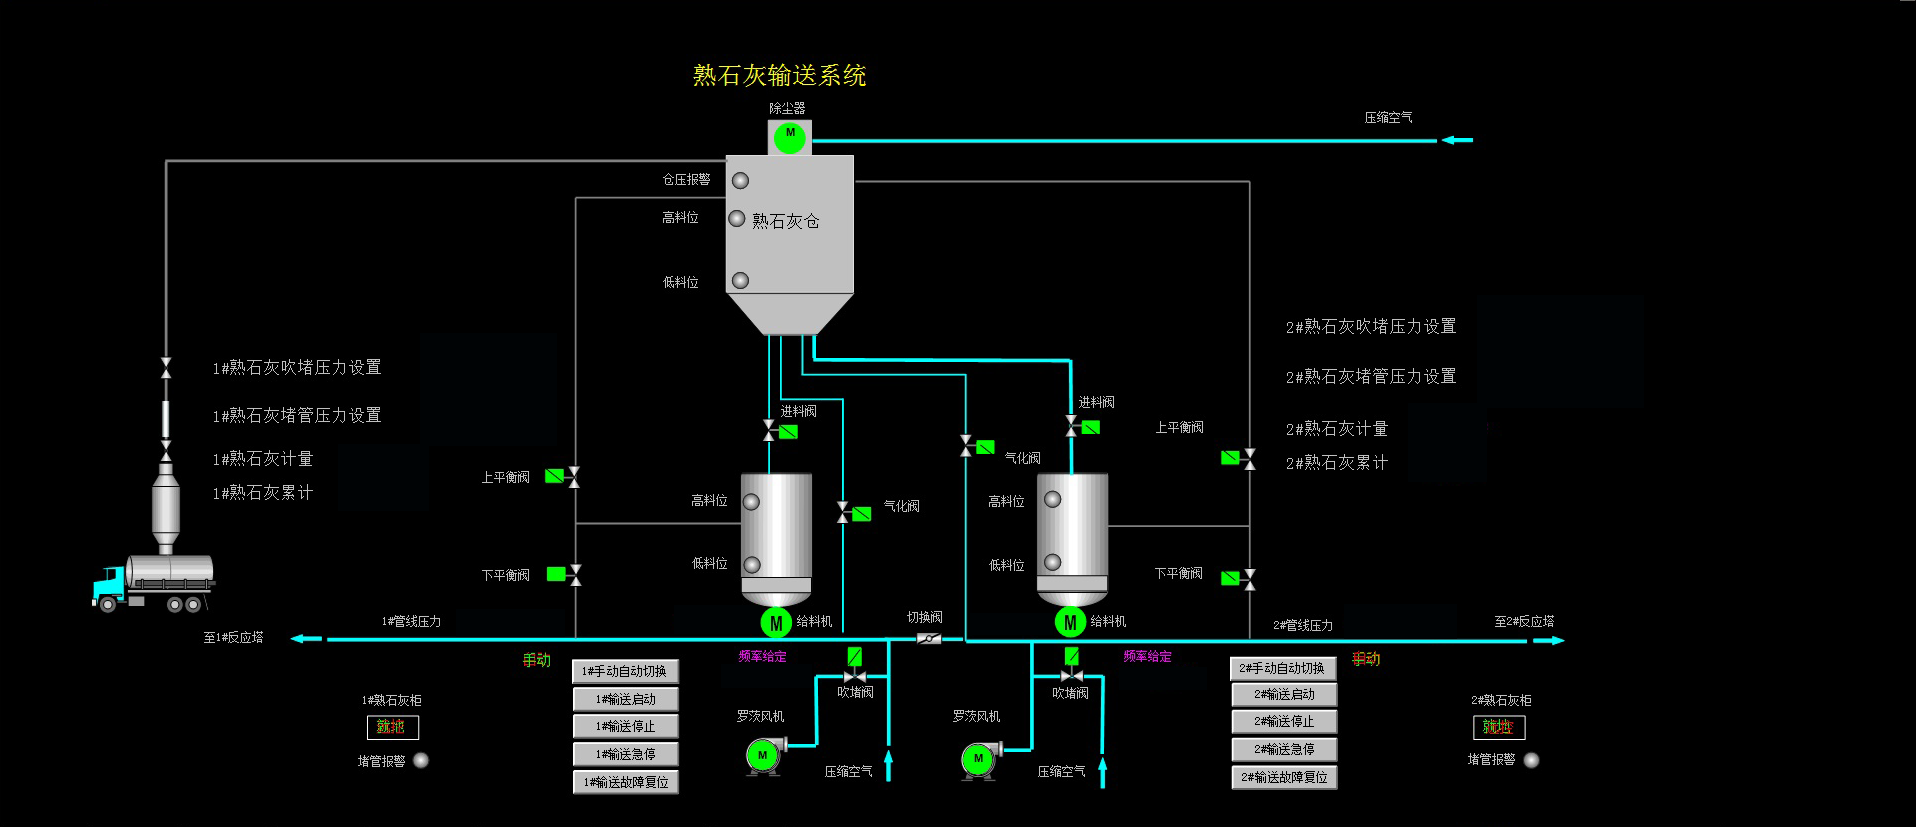 熟石灰输送系统
除尘器
M
压缩空气
仓压报警
高料位
熟石灰仓
低料位
2#熟石灰吹堵压力设置
1#熟石灰吹堵压力设置
2#熟石灰堵管压力设置
进料阀
进料阀
1#熟石灰堵管压力设置
上平衡阀
2#熟石灰计量
1#熟石灰计量
气化阀
2#熟石灰累计
上平衡阀
1#熟石灰累计
高料位
气化阀
高料位
低料位
低料位
下平衡阀
下平衡阀
1#管线压力
M
给料机
切换阀
M
给料机
2#管线压力
至2#反应塔
至1#反应塔
手动
频率给定
频率给定
手动
1#手动自动切换
2#手动自动切换
吹堵阀
吹堵阀
1#熟石灰柜
1#输送启动
2#输送启动
2#熟石灰柜
罗茨风机
罗茨风机
就地
1#输送停止
2#输送停止
就地
堵管报警
1#输送急停
M
M
2#输送急停
堵管报警
压缩空气
压缩空气
1#输送故障复位
2#输送故障复位